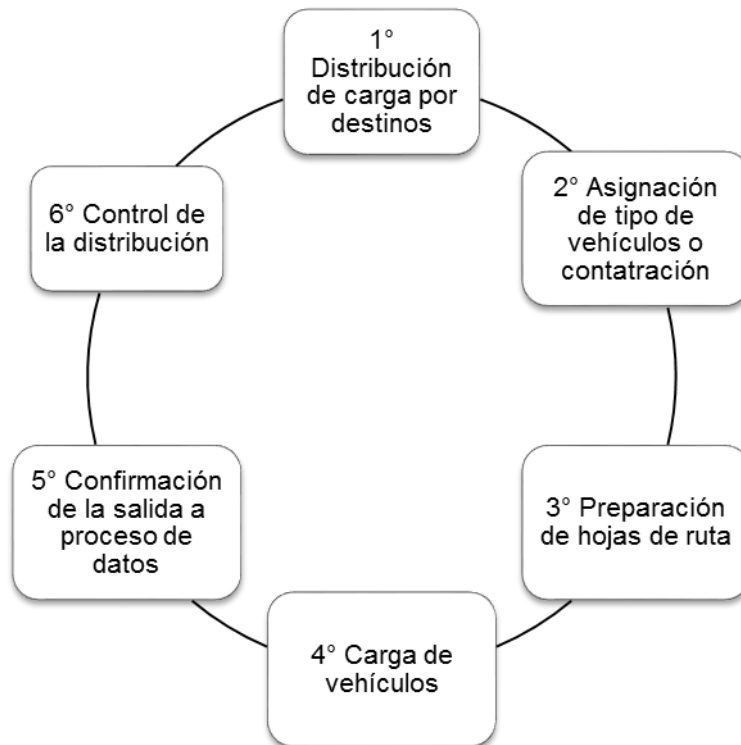 1°
Distribución
de carga por
destinos
2° Asignación
de tipo de
vehículos o
contatración
3° Preparación
de hojas de ruta
4° Carga de
vehículos
5° Confirmación
de la salida a
proceso de
datos
6° Control de
la distribución